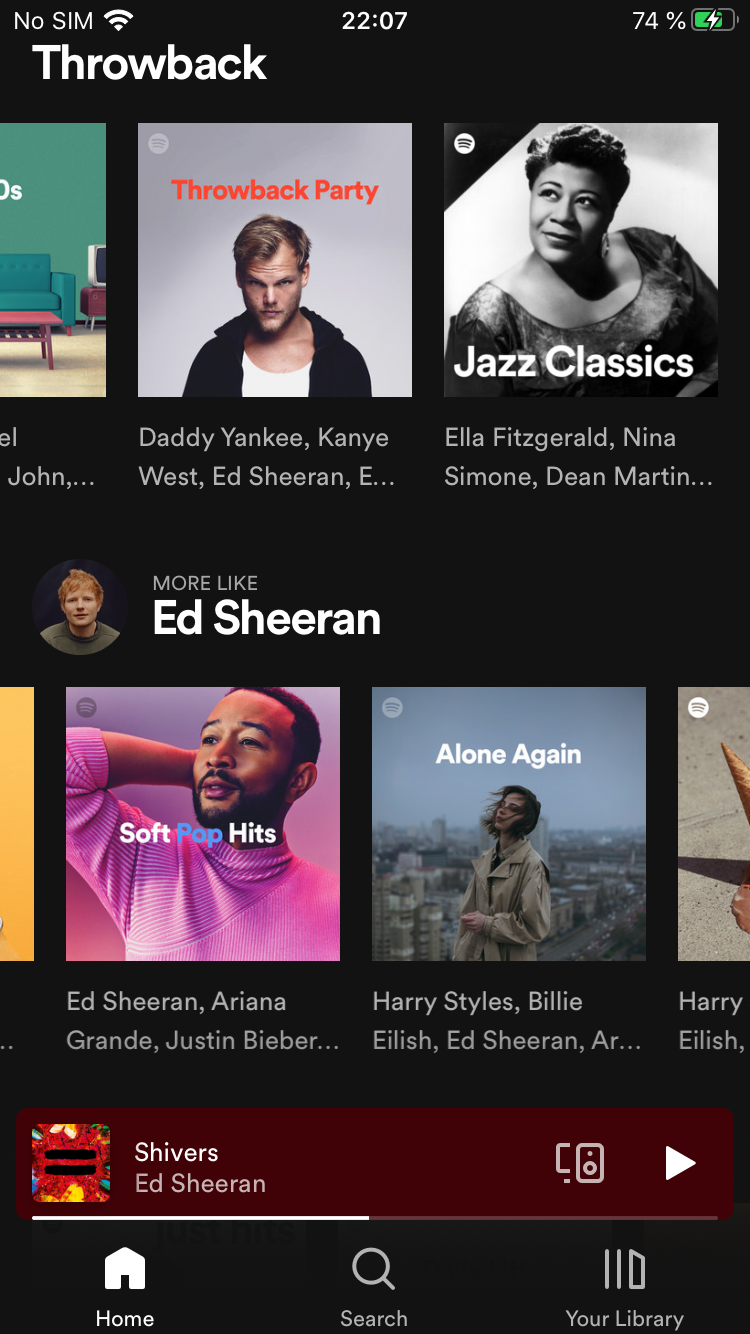 No SIM 22:07 74 %
Throwback
0s
Throwback Party
Jazz Classics
el
John,...
Daddy Yankee, Kanye
West, Ed Sheeran, E...
Ella Fitzgerald, Nina
Simone, Dean Martin...
MORE LIKE
Ed Sheeran
Soft Pop Hits
Alone Again
..
Ed Sheeran, Ariana
Grande, Justin Bieber...
Harry Styles, Billie
Eilish, Ed Sheeran, Ar...
Harry
Eilish,
Shivers
Ed Sheeran
just hits
Home
Search
Your Library